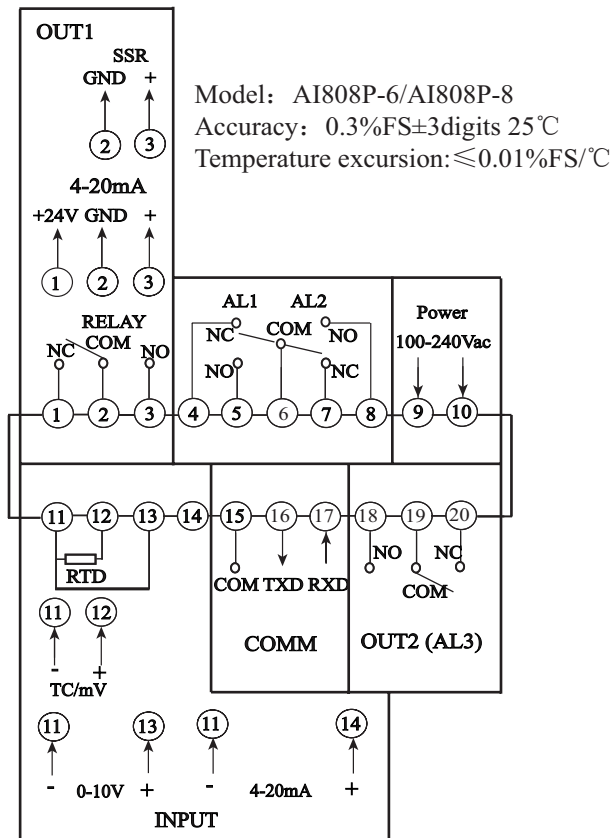 OUT1
SSR
GND +
2 3
Model: AI808P-6/AI808P-8
Accuracy: 0.3%FS±3digits 25℃
Temperature excursion:≤0.01%FS/℃
4-20mA
+24V GND +
1 2 3
RELAY
NC COM NO
AL1 AL2
NC COM NO
NO NC
Power
100-240Vac
1 2 3 4 5 6 7 8 9 10
11 12 13 14 15 16 17 18 19 20
RTD
COM TXD RXD
NO NC
COM
COMM
OUT2 (AL3)
11 12
- +
TC/mV
11 13 11 14
- 0-10V + - 4-20mA +
INPUT